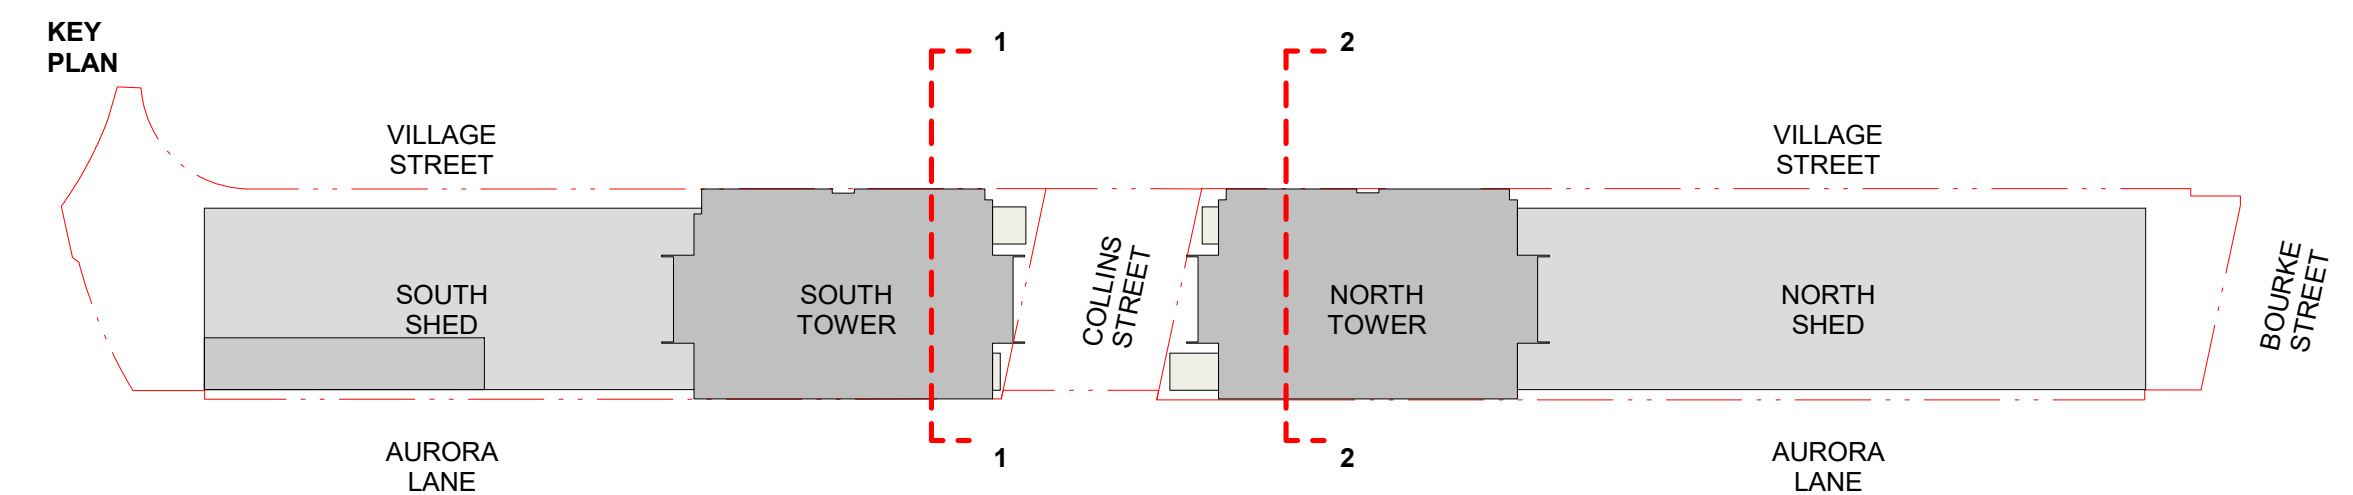 KEY
PLAN
1
2
VILLAGE
STREET
VILLAGE
STREET
SOUTH
SHED
SOUTH
TOWER
COLLINS
STREET
NORTH
TOWER
NORTH
SHED
BOURKE
STREET
AURORA
LANE
1
2
AURORA
LANE